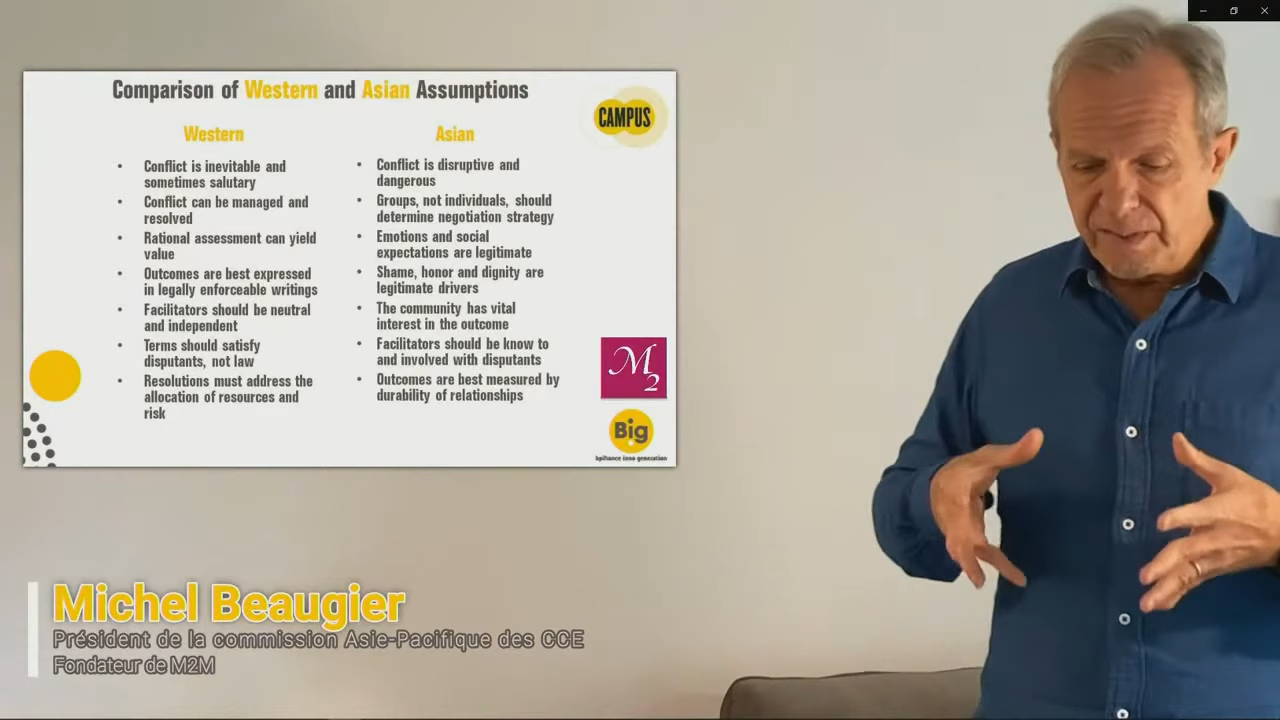 Comparison of Western and Asian Assumptions
CAMPUS
Western
• Conflict is inevitable and
sometimes salutary
• Conflict can be managed and
resolved
• Rational assessment can yield
value
• Outcomes are best expressed
in legally enforceable writings
• Facilitators should be neutral
and independent
• Terms should satisfy
disputants, not law
• Resolutions must address the
allocation of resources and
risk
Asian
• Conflict is disruptive and
dangerous
• Groups, not individuals, should
determine negotiation strategy
• Emotions and social
expectations are legitimate
• Shame, honor and dignity are
legitimate drivers
• The community has vital
interest in the outcome
• Facilitators should be know to
and involved with disputants
• Outcomes are best measured by
durability of relationships
M2
Big
bpifrance inno generation
Michel Beaugier
Président de la commission Asie-Pacifique des CCE
Fondateur de M2M